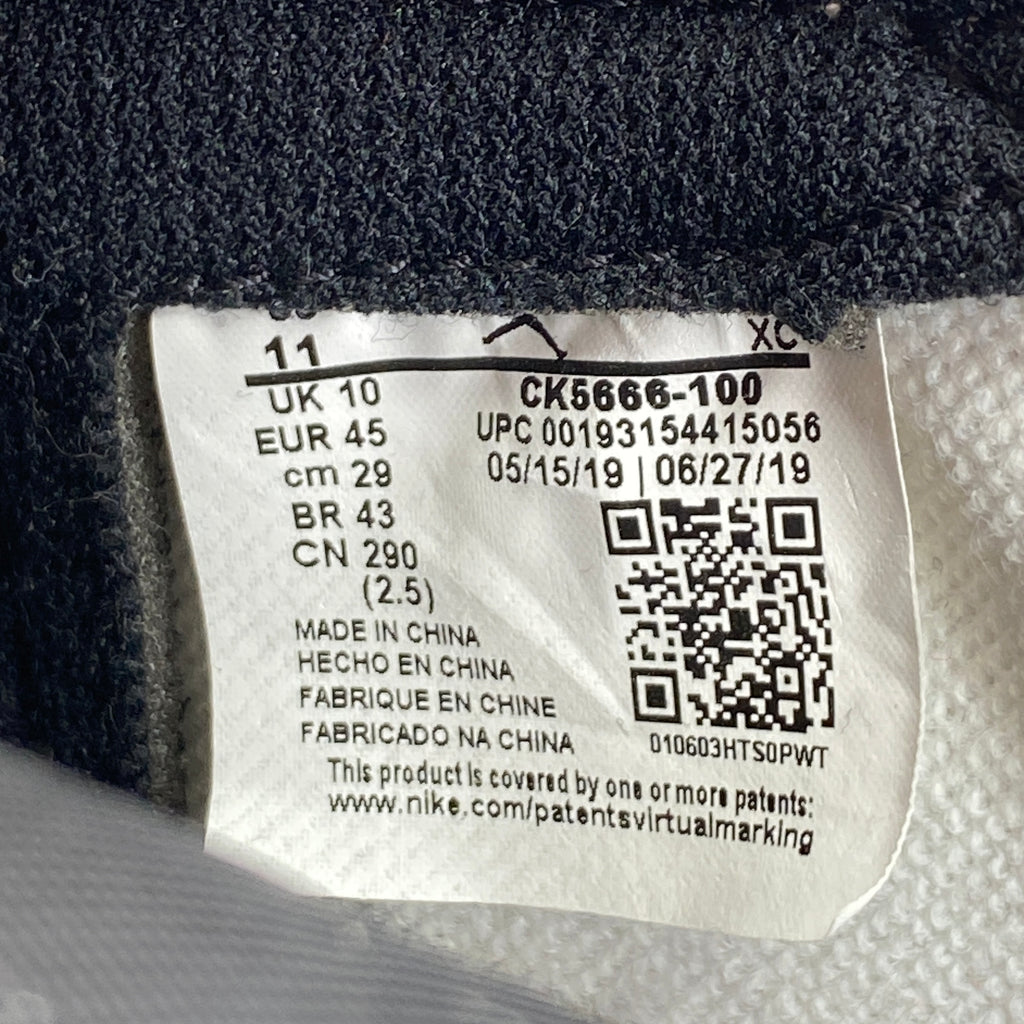 11
XC
UK 10
EUR 45
cm 29
BR 43
CN 290
(2.5)
CK5666-100
UPC 00193154415056
05/15/19 | 06/27/19
010603HTS0PWT
MADE IN CHINA
HECHO EN CHINA
FABRIQUE EN CHINE
FABRICADO NA CHINA
This product is covered by one or more patents:
www.nike.com/patentsvirtualmarking